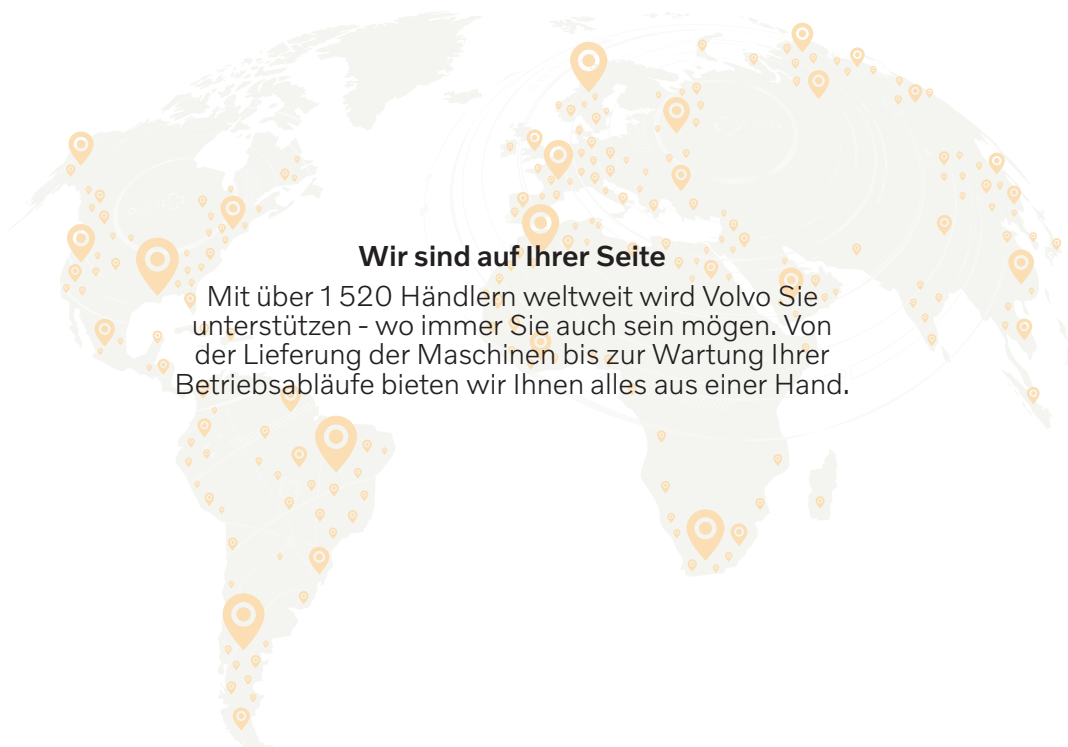 Wir sind auf Ihrer Seite
Mit über 1 520 Händlern weltweit wird Volvo Sie
unterstützen - wo immer Sie auch sein mögen. Von
der Lieferung der Maschinen bis zur Wartung Ihrer
Betriebsabläufe bieten wir Ihnen alles aus einer Hand.